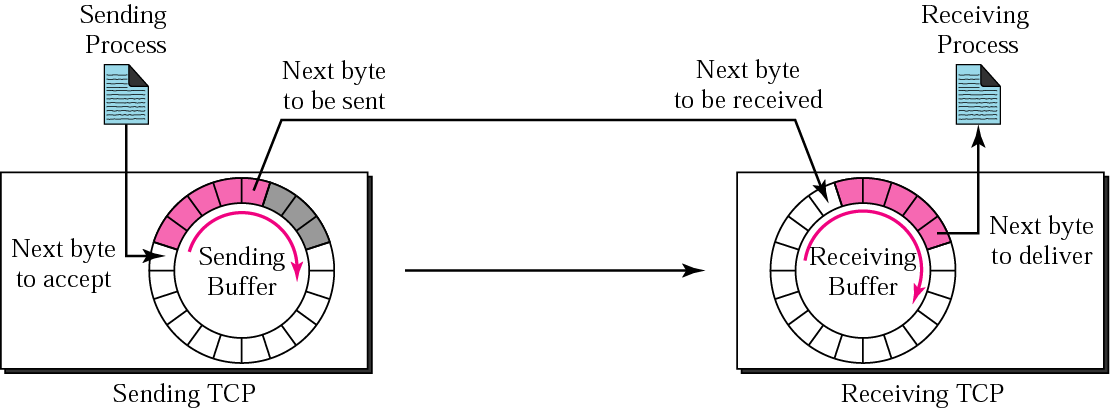 Sending
Process
Receiving
Process
Next byte
to be sent
Next byte
to be received
Next byte
to accept
Sending
Buffer
Receiving
Buffer
Next byte
to deliver
Sending TCP
Receiving TCP